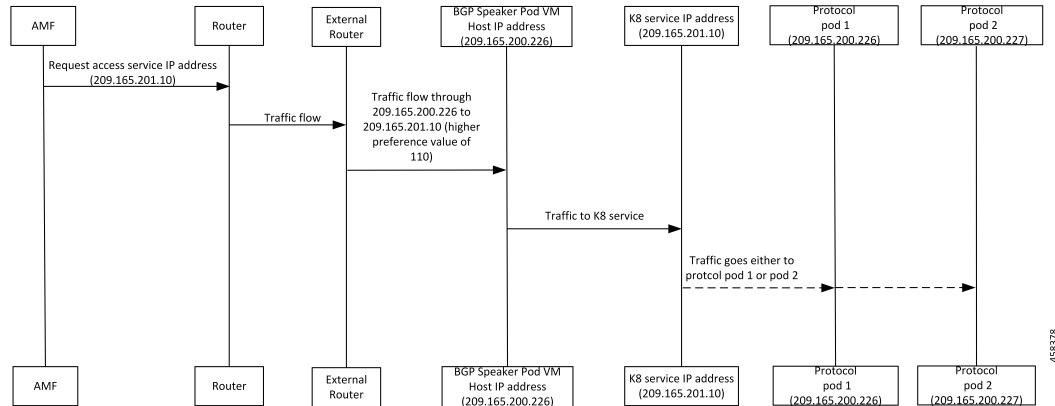 AMF
Router
External
Router
BGP Speaker Pod VM
Host IP address
(209.165.200.226)
K8 service IP address
(209.165.201.10)
Protocol
pod 1
(209.165.200.226)
Protocol
pod 2
(209.165.200.227)
Request access service IP address
(209.165.201.10)
Traffic flow
Traffic flow through
209.165.200.226 to
209.165.201.10 (higher
preference value of
110)
Traffic to K8 service
Traffic goes either to
protcol pod 1 or pod 2
458378
AMF
Router
External
Router
BGP Speaker Pod VM
Host IP address
(209.165.200.226)
K8 service IP address
(209.165.201.10)
Protocol
pod 1
(209.165.200.226)
Protocol
pod 2
(209.165.200.227)